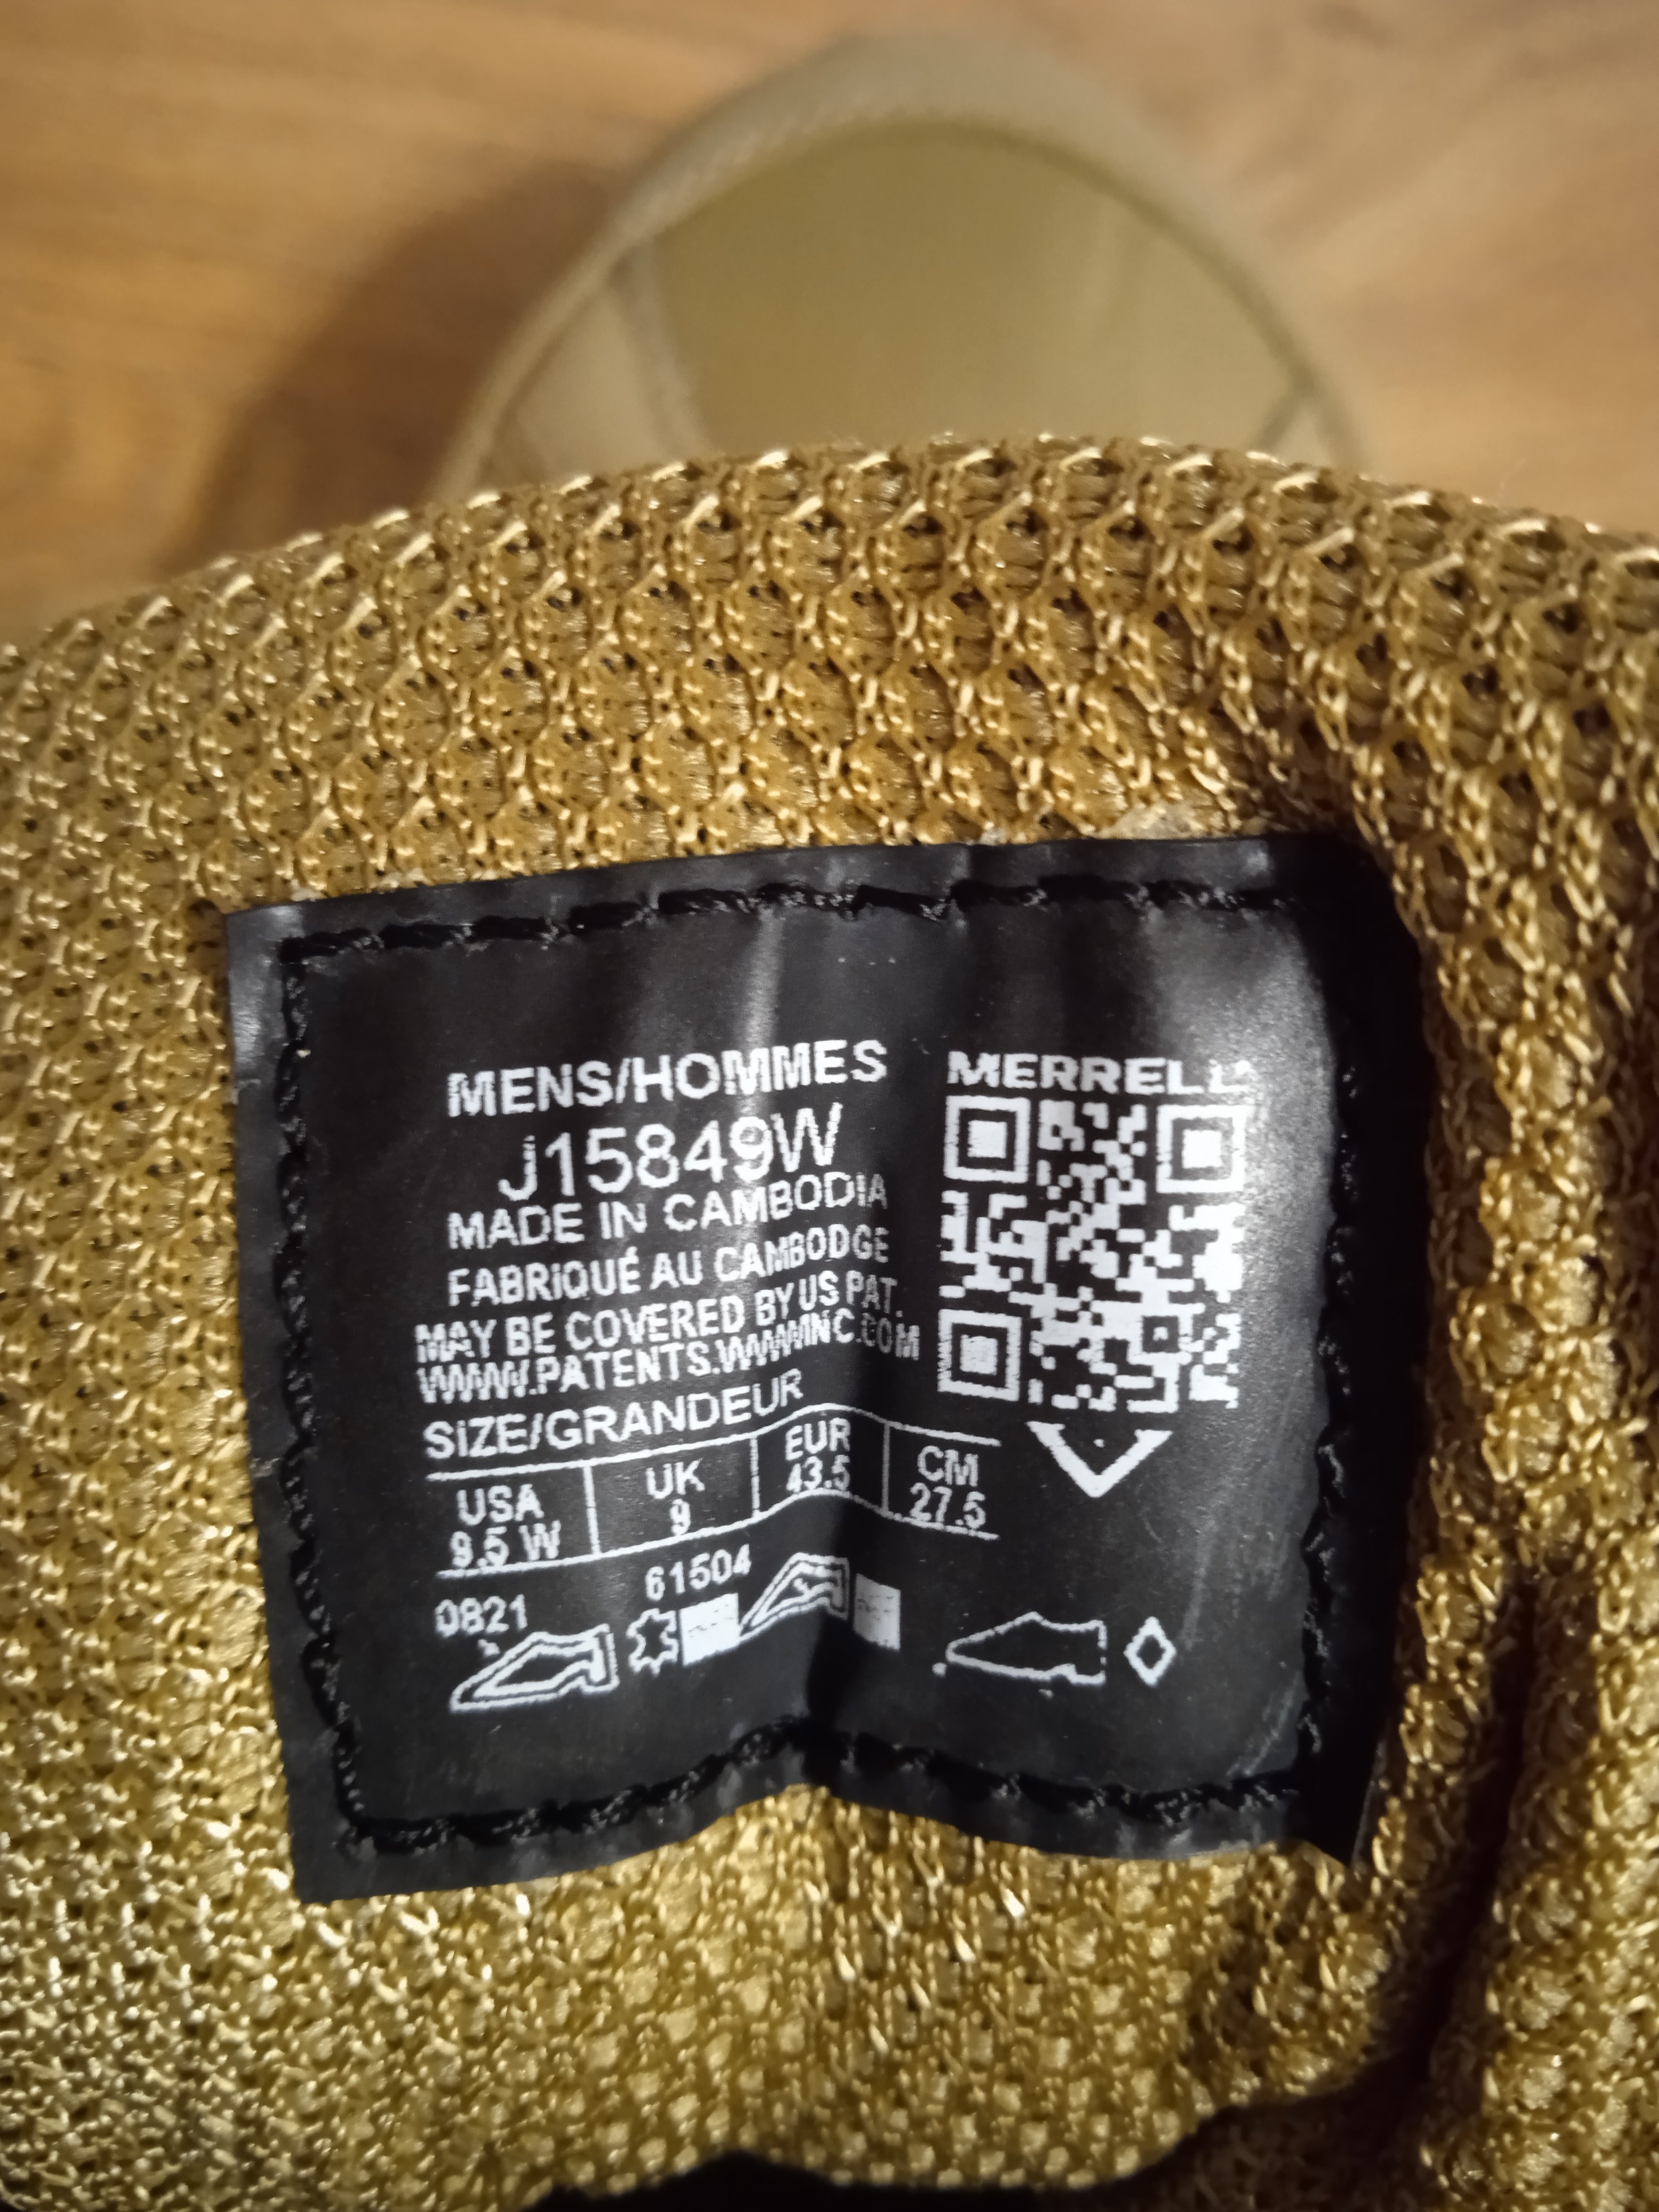 MENS/HOMMES
J15849W
MADE IN CAMBODIA
FABRIQUÉ AU CAMBODGE
MAY BE COVERED BY US PAT.
WWW.PATENTS.WWWINC.COM
SIZE/GRANDEUR
USA UK EUR CM
9.5 W 9 43.5 27.5
0821 61504
MERRELL